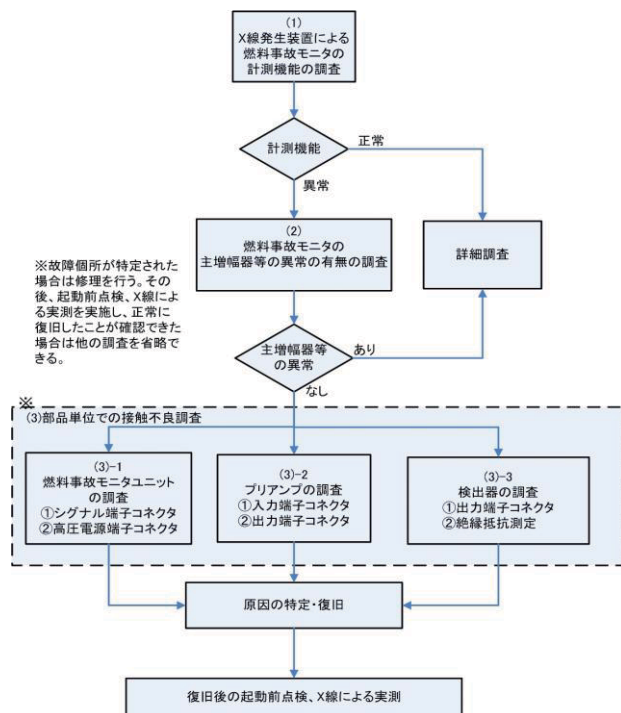 (1)
X線発生装置による
燃料事故モニタの
計測機能の調査
計測機能
正常
異常
(2)
燃料事故モニタの
主増幅器等の異常の有無の調査
詳細調査
※故障個所が特定された
場合は修理を行う。その
後、起動前点検、X線によ
る実測を実施し、正常に
復旧したことが確認できた
場合は他の調査を省略で
きる。
主増幅器等
の異常
あり
なし
※
(3)部品単位での接触不良調査
(3)-1
燃料事故モニタユニット
の調査
①シグナル端子コネクタ
②高圧電源端子コネクタ
(3)-2
プリアンプの調査
①入力端子コネクタ
②出力端子コネクタ
(3)-3
検出器の調査
①出力端子コネクタ
②絶縁抵抗測定
原因の特定・復旧
復旧後の起動前点検、X線による実測